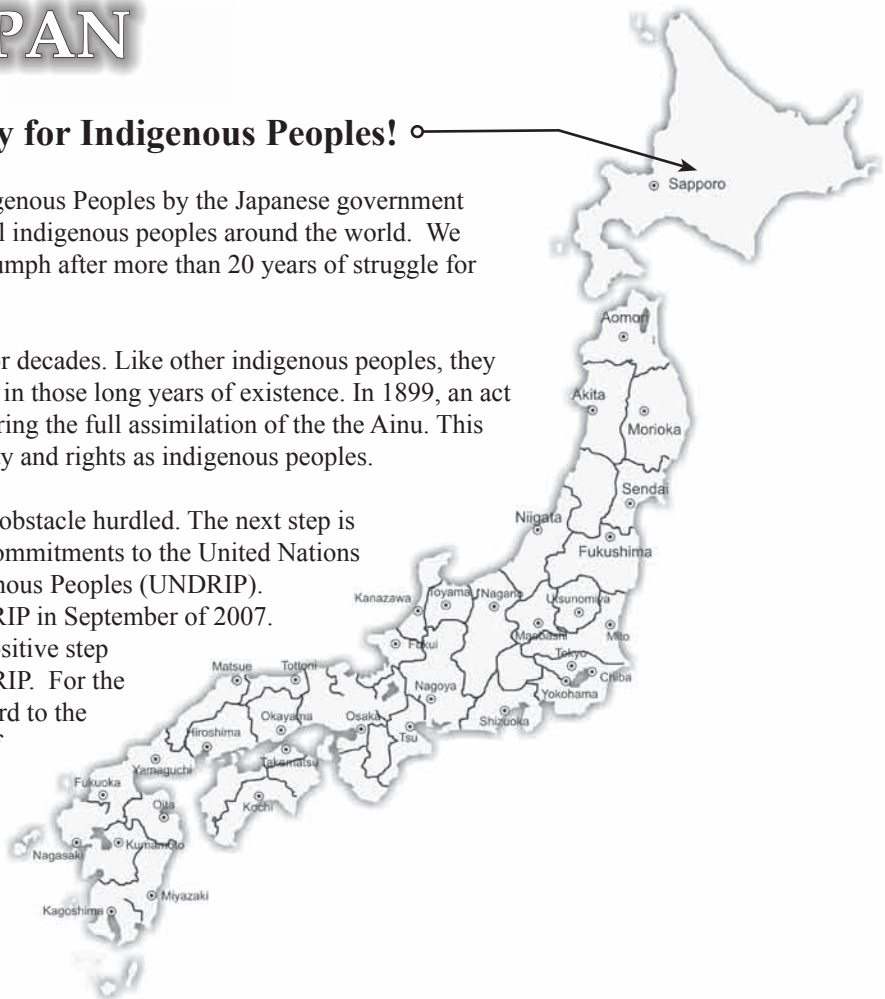 PAN
y for Indigenous Peoples!
genous Peoples by the Japanese government
l indigenous peoples around the world. We
umph after more than 20 years of struggle for
or decades. Like other indigenous peoples, they
in those long years of existence. In 1899, an act
ring the full assimilation of the the Ainu. This
y and rights as indigenous peoples.
obstacle hurdled. The next step is
ommitments to the United Nations
nous Peoples (UNDRIP).
RIP in September of 2007.
sitive step
RIP. For the
rd to the
Sapporo
Aomori
Akita
Morioka
Sendai
Niigata
Fukushima
Kanazawa
Toyama
Nagano
Utsunomiya
Maebashi
Mito
Fukui
Tokyo
Chiba
Yokohama
Matsue
Tottori
Nagoya
Shizuoka
Okayama
Osaka
Tsu
Hiroshima
Takamatsu
Yamaguchi
Kochi
Fukuoka
Oita
Nagasaki
Kumamoto
Miyazaki
Kagoshima